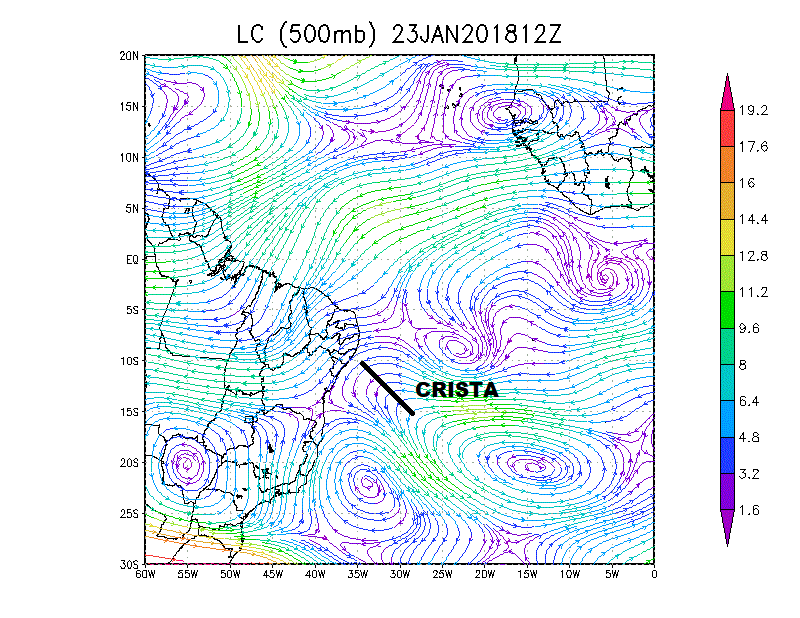 LC (500mb) 23JAN201812Z
20N
15N
10N
5N
EQ
5S
10S
15S
20S
25S
30S
60W 55W 50W 45W 40W 35W 30W 25W 20W 15W 10W 5W 0
CRISTA
19.2
17.6
16
14.4
12.8
11.2
9.6
8
6.4
4.8
3.2
1.6